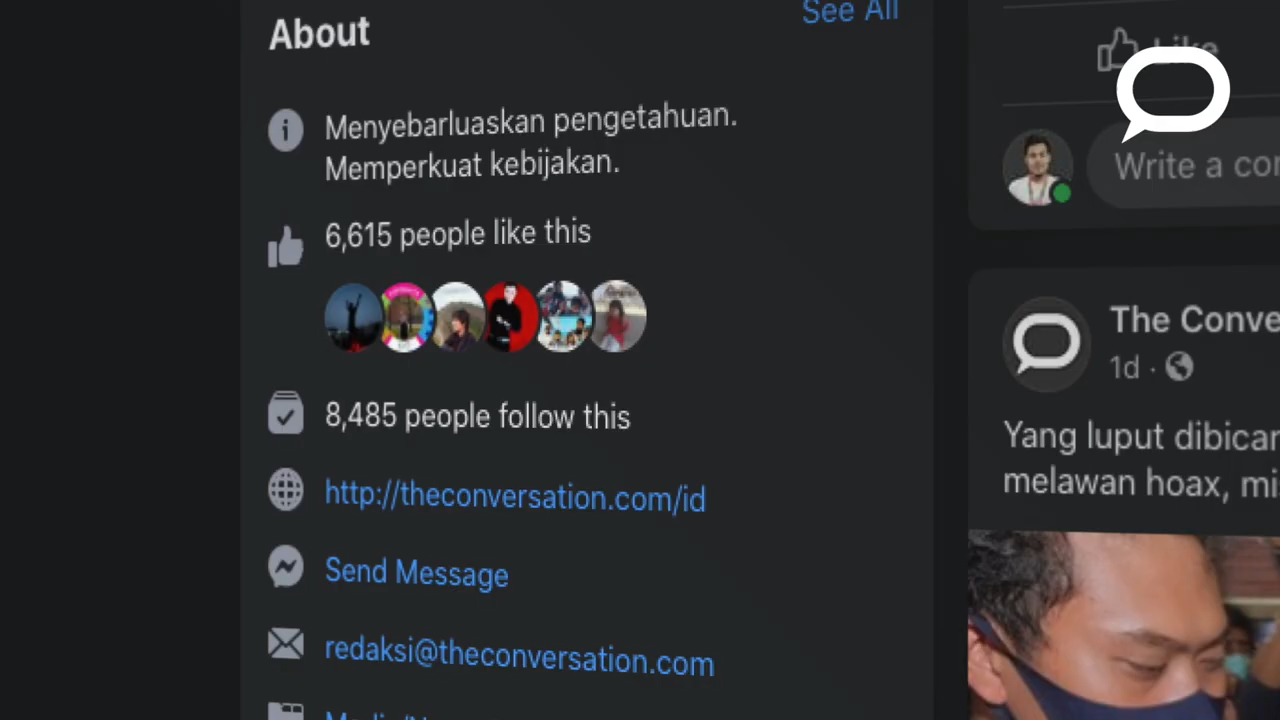 About
See All
Menyebarluaskan pengetahuan.
Memperkuat kebijakan.
6,615 people like this
8,485 people follow this
http://theconversation.com/id
Send Message
redaksi@theconversation.com
Like
Write a co
The Conve
1d ·
Yang luput dibicar
melawan hoax, mi